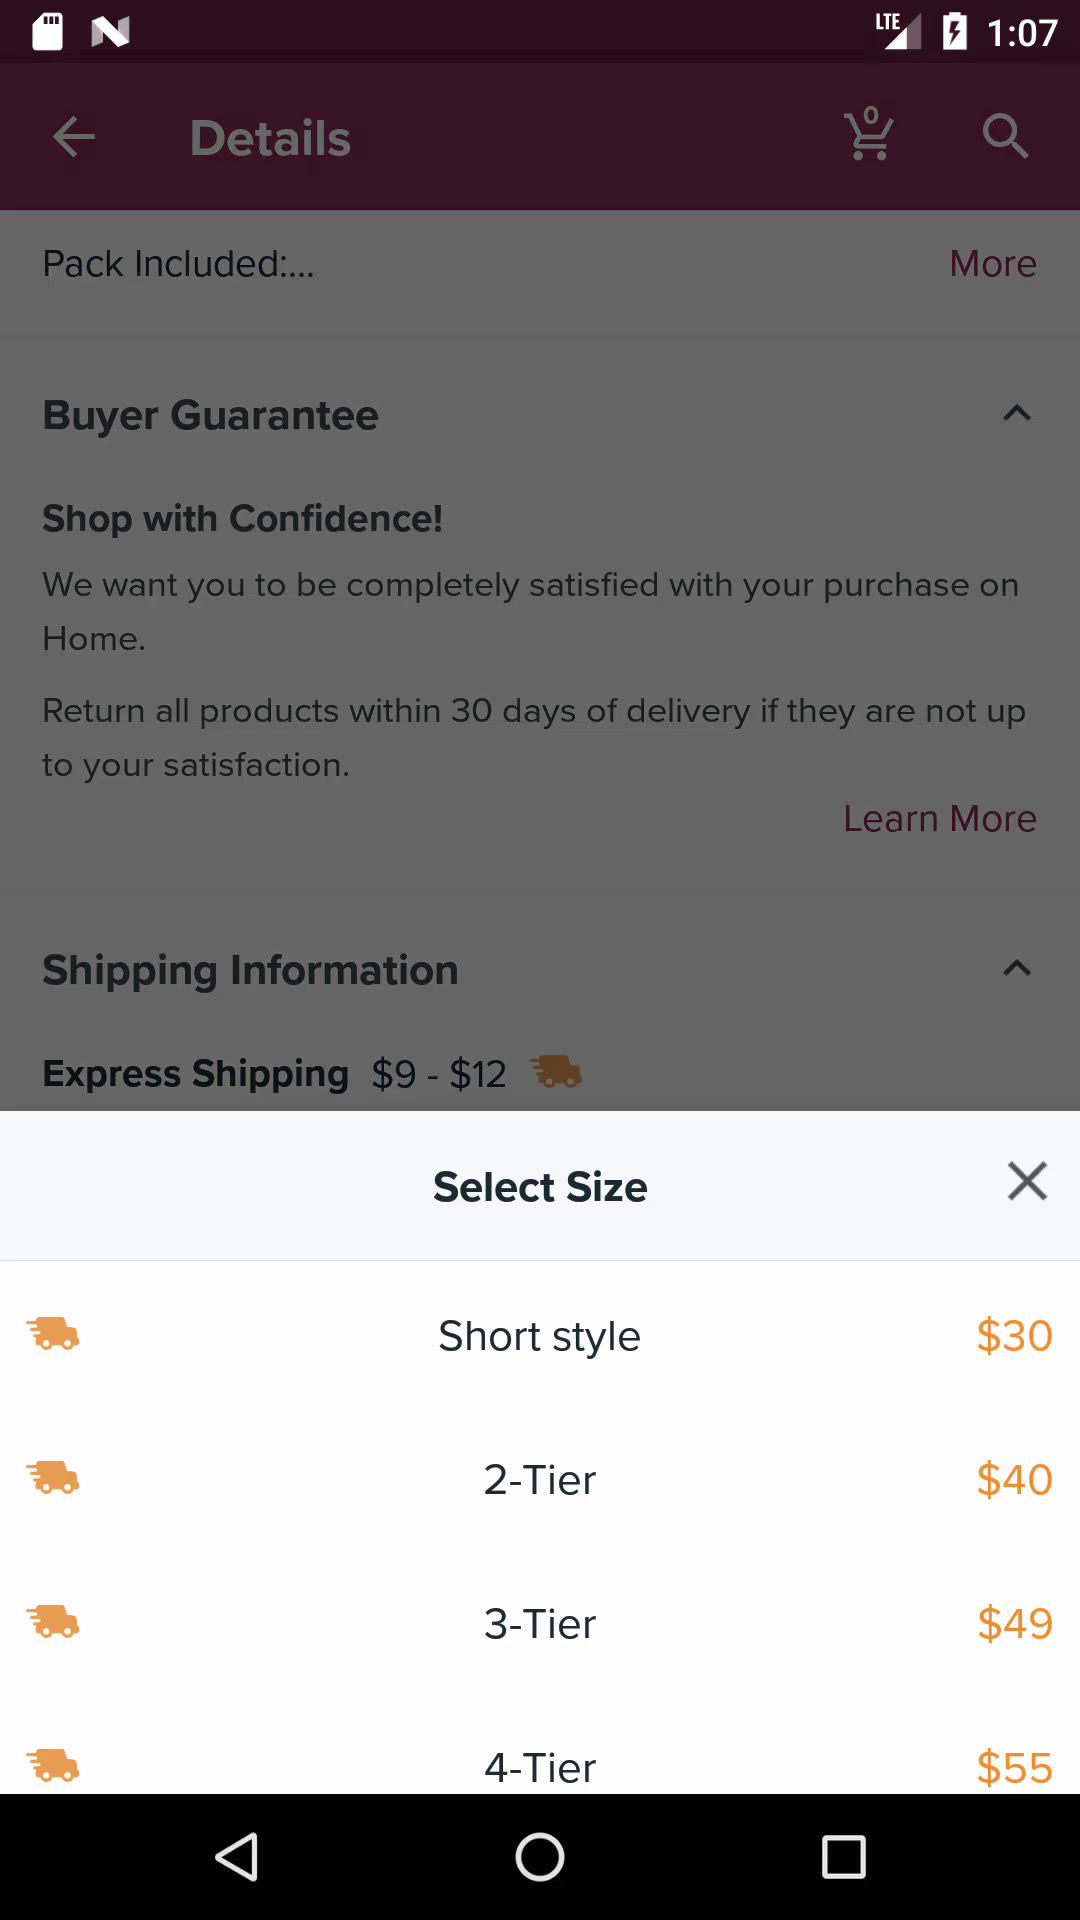 LTE 1:07
Details 0
Pack Included:... More
Buyer Guarantee
Shop with Confidence!
We want you to be completely satisfied with your purchase on
Home.
Return all products within 30 days of delivery if they are not up
to your satisfaction.
Learn More
Shipping Information
Express Shipping $9 - $12
Select Size
Short style $30
2-Tier $40
3-Tier $49
4-Tier $55